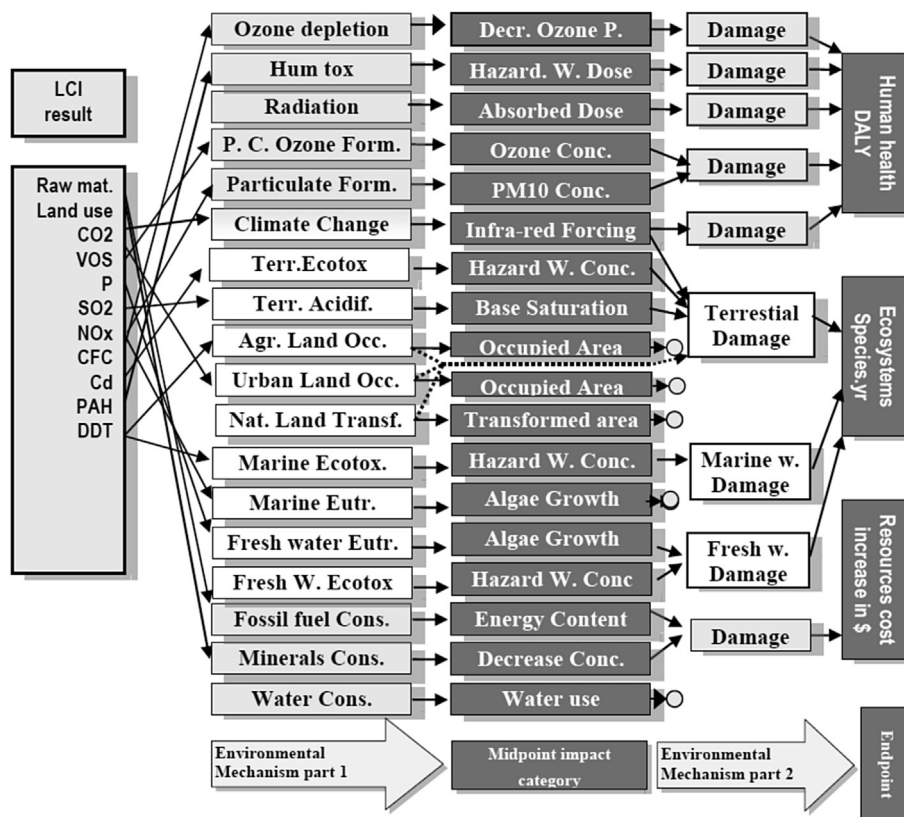 LCI
result
Raw mat.
Land use
CO2
VOS
P
SO2
NOx
CFC
Cd
PAH
DDT
Ozone depletion
Hum tox
Radiation
P. C. Ozone Form.
Particulate Form.
Climate Change
Terr.Ecotox
Terr. Acidif.
Agr. Land Occ.
Urban Land Occ.
Nat. Land Transf.
Marine Ecotox.
Marine Eutr.
Fresh water Eutr.
Fresh W. Ecotox
Fossil fuel Cons.
Minerals Cons.
Water Cons.
Decr. Ozone P.
Hazard. W. Dose
Absorbed Dose
Ozone Conc.
PM10 Conc.
Infra-red Forcing
Hazard W. Conc.
Base Saturation
Occupied Area
Occupied Area
Transformed area
Hazard W. Conc.
Algae Growth
Algae Growth
Hazard W. Conc
Energy Content
Decrease Conc.
Water use
Damage
Damage
Damage
Damage
Damage
Terrestial
Damage
Marine w.
Damage
Fresh w.
Damage
Damage
Human health
DALY
Ecosystems
Species.yr
Resources cost
increase in $
Environmental
Mechanism part 1
Midpoint impact
category
Environmental
Mechanism part 2
Endpoint